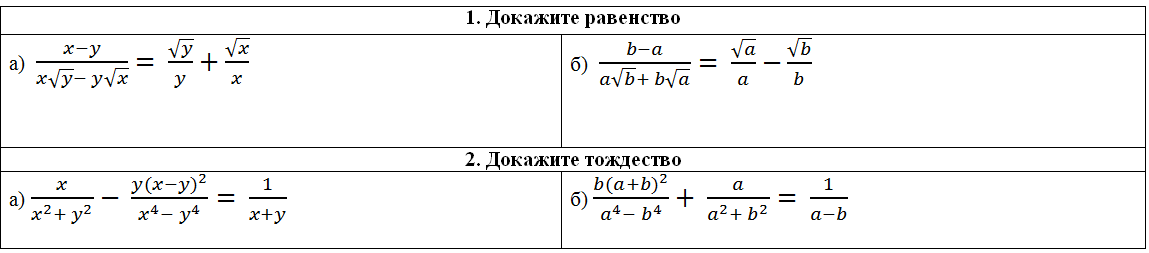 1. Докажите равенство
а) (x−y)/(x√y− y√x) = √y/y + √x/x
б) (b−a)/(a√b+ b√a) = √a/a − √b/b
2. Докажите тождество
а) x/(x²+ y²) − y(x−y)²/(x⁴− y⁴) = 1/(x+y)
б) b(a+b)²/(a⁴− b⁴) + a/(a²+ b²) = 1/(a−b)